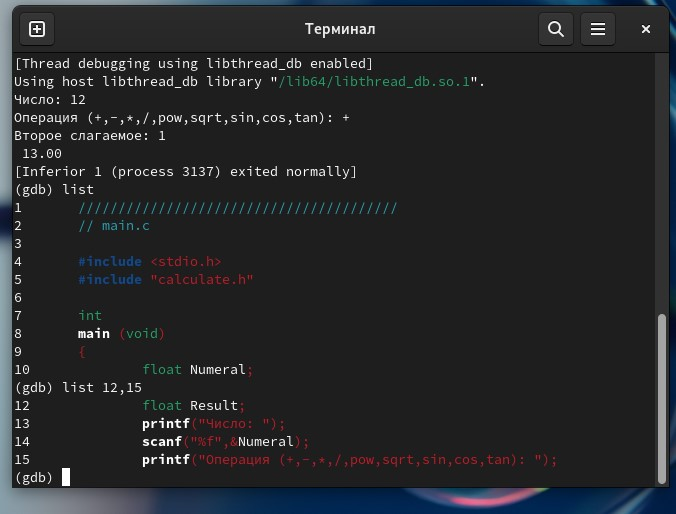 Терминал
[Thread debugging using libthread_db enabled]
Using host libthread_db library "/lib64/libthread_db.so.1".
Число: 12
Операция (+,-,*,/,pow,sqrt,sin,cos,tan): +
Второе слагаемое: 1
 13.00
[Inferior 1 (process 3137) exited normally]
(gdb) list
1       ////////////////////////////////////////
2       // main.c
3
4       #include <stdio.h>
5       #include "calculate.h"
6
7       int
8       main (void)
9       {
10              float Numeral;
(gdb) list 12,15
12              float Result;
13              printf("Число: ");
14              scanf("%f",&Numeral);
15              printf("Операция (+,-,*,/,pow,sqrt,sin,cos,tan): ");
(gdb)